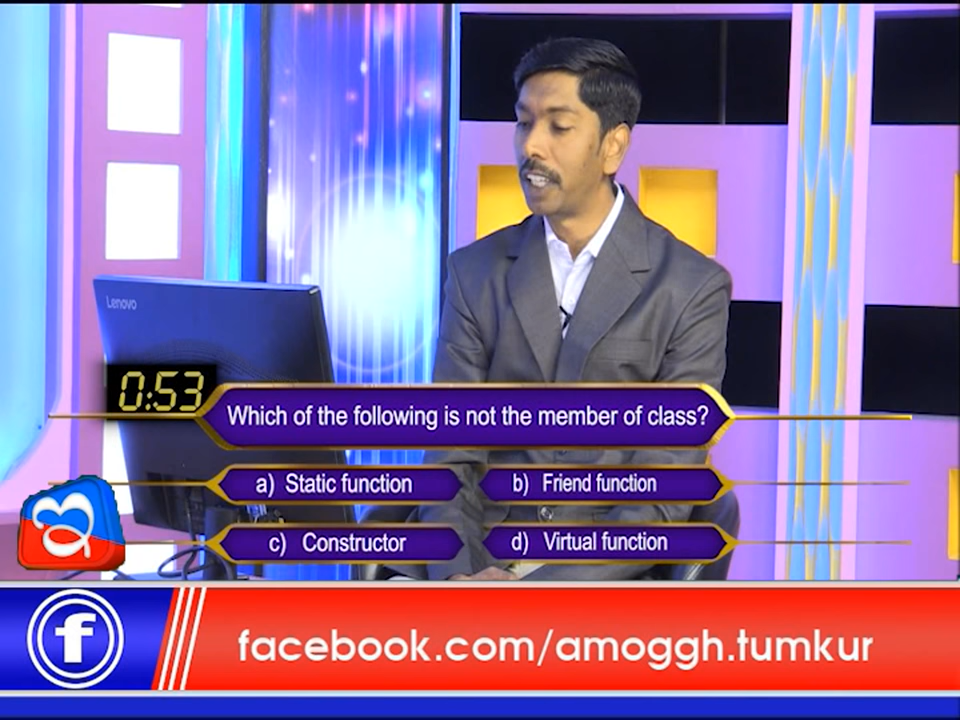 Lenovo
0:53
Which of the following is not the member of class?
a) Static function
b) Friend function
c) Constructor
d) Virtual function
facebook.com/amoggh.tumkur